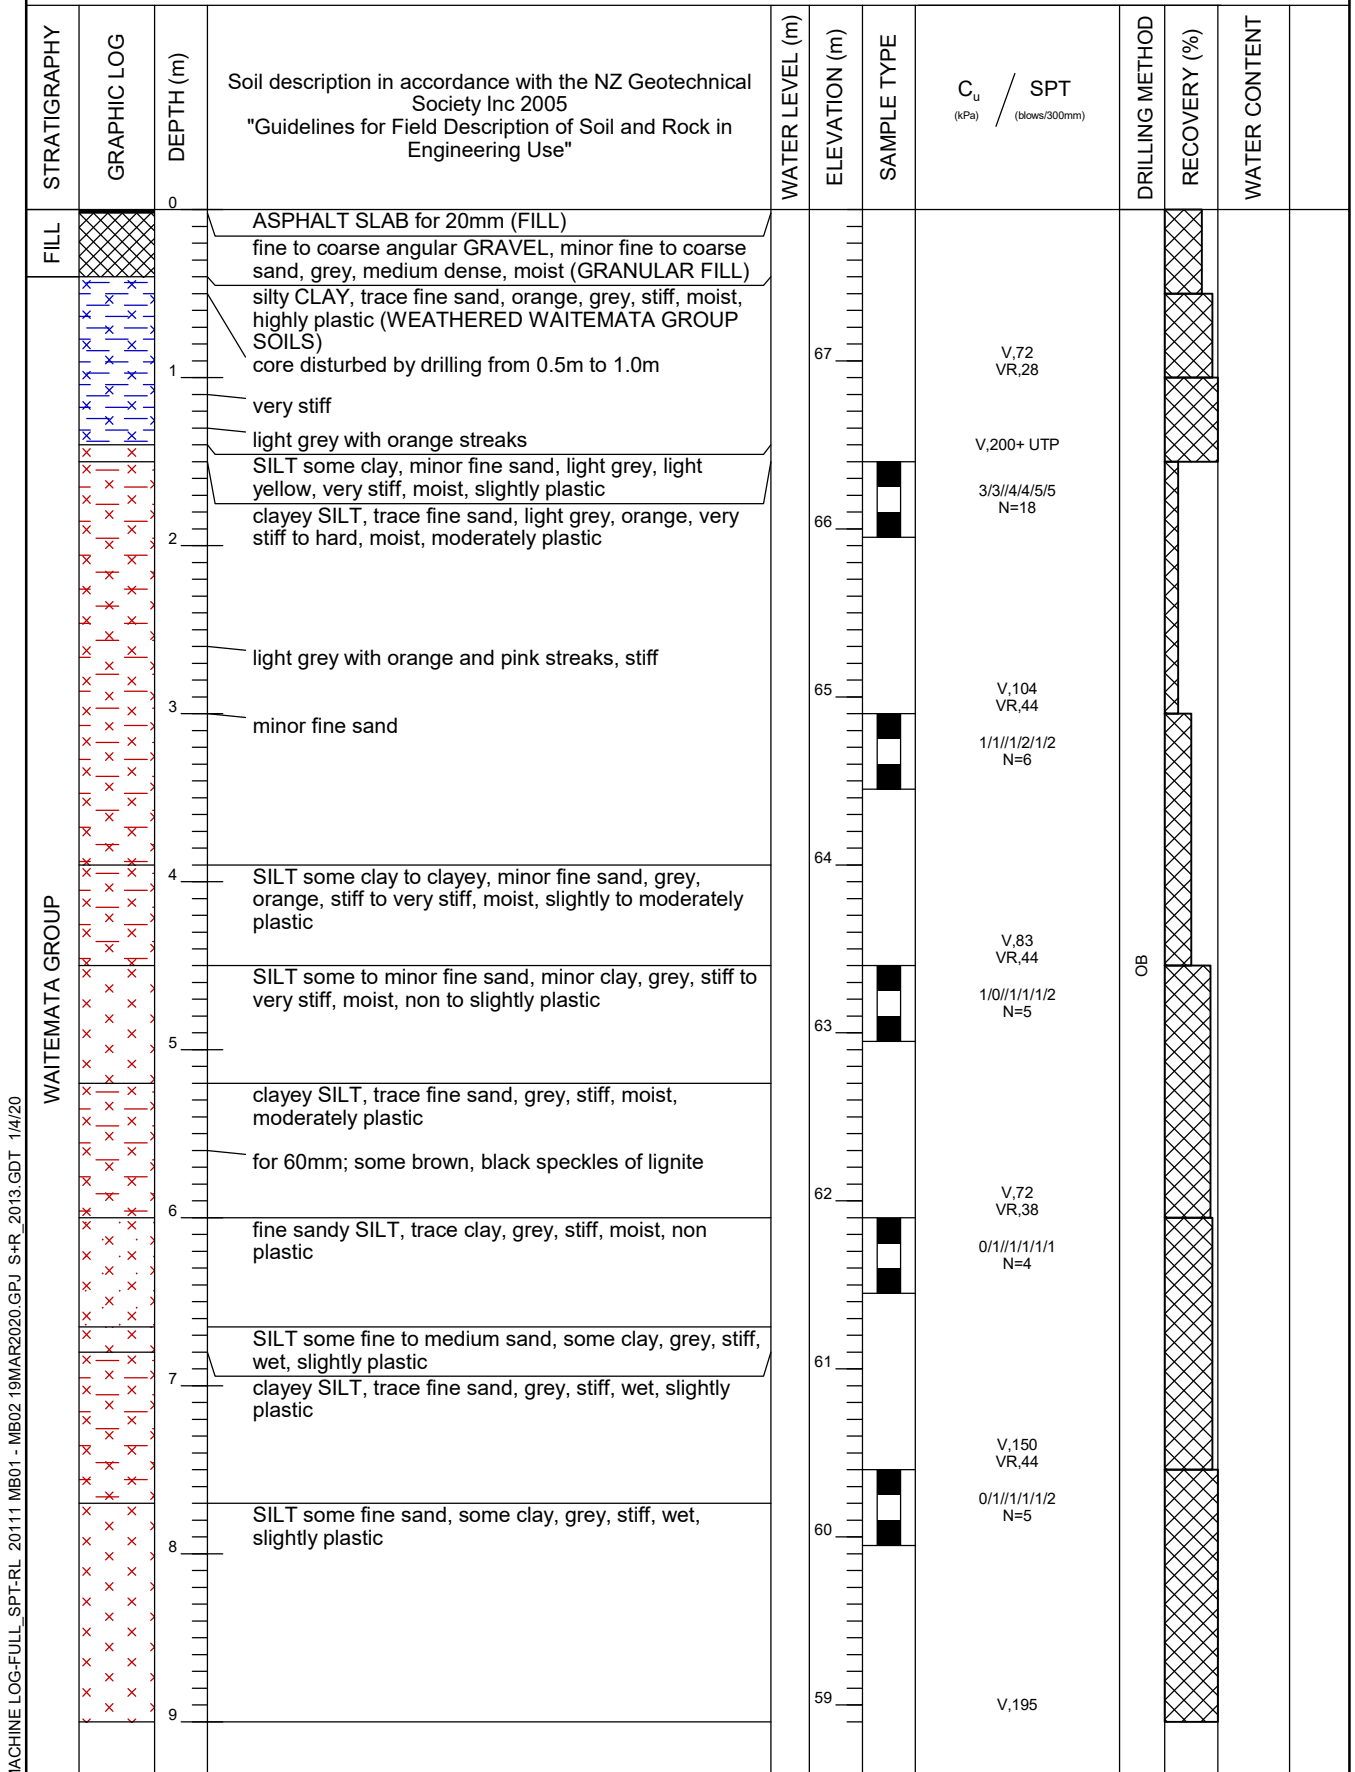 STRATIGRAPHY
GRAPHIC LOG
DEPTH (m)
Soil description in accordance with the NZ Geotechnical
Society Inc 2005
"Guidelines for Field Description of Soil and Rock in
Engineering Use"
WATER LEVEL (m)
ELEVATION (m)
SAMPLE TYPE
Cu / SPT
(kPa) (blows/300mm)
DRILLING METHOD
RECOVERY (%)
WATER CONTENT
0
FILL
ASPHALT SLAB for 20mm (FILL)
fine to coarse angular GRAVEL, minor fine to coarse
sand, grey, medium dense, moist (GRANULAR FILL)
silty CLAY, trace fine sand, orange, grey, stiff, moist,
highly plastic (WEATHERED WAITEMATA GROUP
SOILS)
core disturbed by drilling from 0.5m to 1.0m
67
V,72
VR,28
1
very stiff
light grey with orange streaks
V,200+ UTP
SILT some clay, minor fine sand, light grey, light
yellow, very stiff, moist, slightly plastic
3/3//4/4/5/5
N=18
clayey SILT, trace fine sand, light grey, orange, very
stiff to hard, moist, moderately plastic
66
2
light grey with orange and pink streaks, stiff
65
V,104
VR,44
3
minor fine sand
1/1//1/2/1/2
N=6
64
4
SILT some clay to clayey, minor fine sand, grey,
orange, stiff to very stiff, moist, slightly to moderately
plastic
WAITEMATA GROUP
V,83
VR,44
OB
SILT some to minor fine sand, minor clay, grey, stiff to
very stiff, moist, non to slightly plastic
1/0//1/1/1/2
N=5
63
5
clayey SILT, trace fine sand, grey, stiff, moist,
moderately plastic
for 60mm; some brown, black speckles of lignite
62
V,72
VR,38
6
fine sandy SILT, trace clay, grey, stiff, moist, non
plastic
0/1//1/1/1/1
N=4
SILT some fine to medium sand, some clay, grey, stiff,
wet, slightly plastic
61
7
clayey SILT, trace fine sand, grey, stiff, wet, slightly
plastic
V,150
VR,44
0/1//1/1/1/2
N=5
SILT some fine sand, some clay, grey, stiff, wet,
slightly plastic
60
8
59
V,195
9
MACHINE LOG-FULL_SPT-RL 20111 MB01 - MB02 19MAR2020.GPJ S+R_2013.GDT 1/4/20